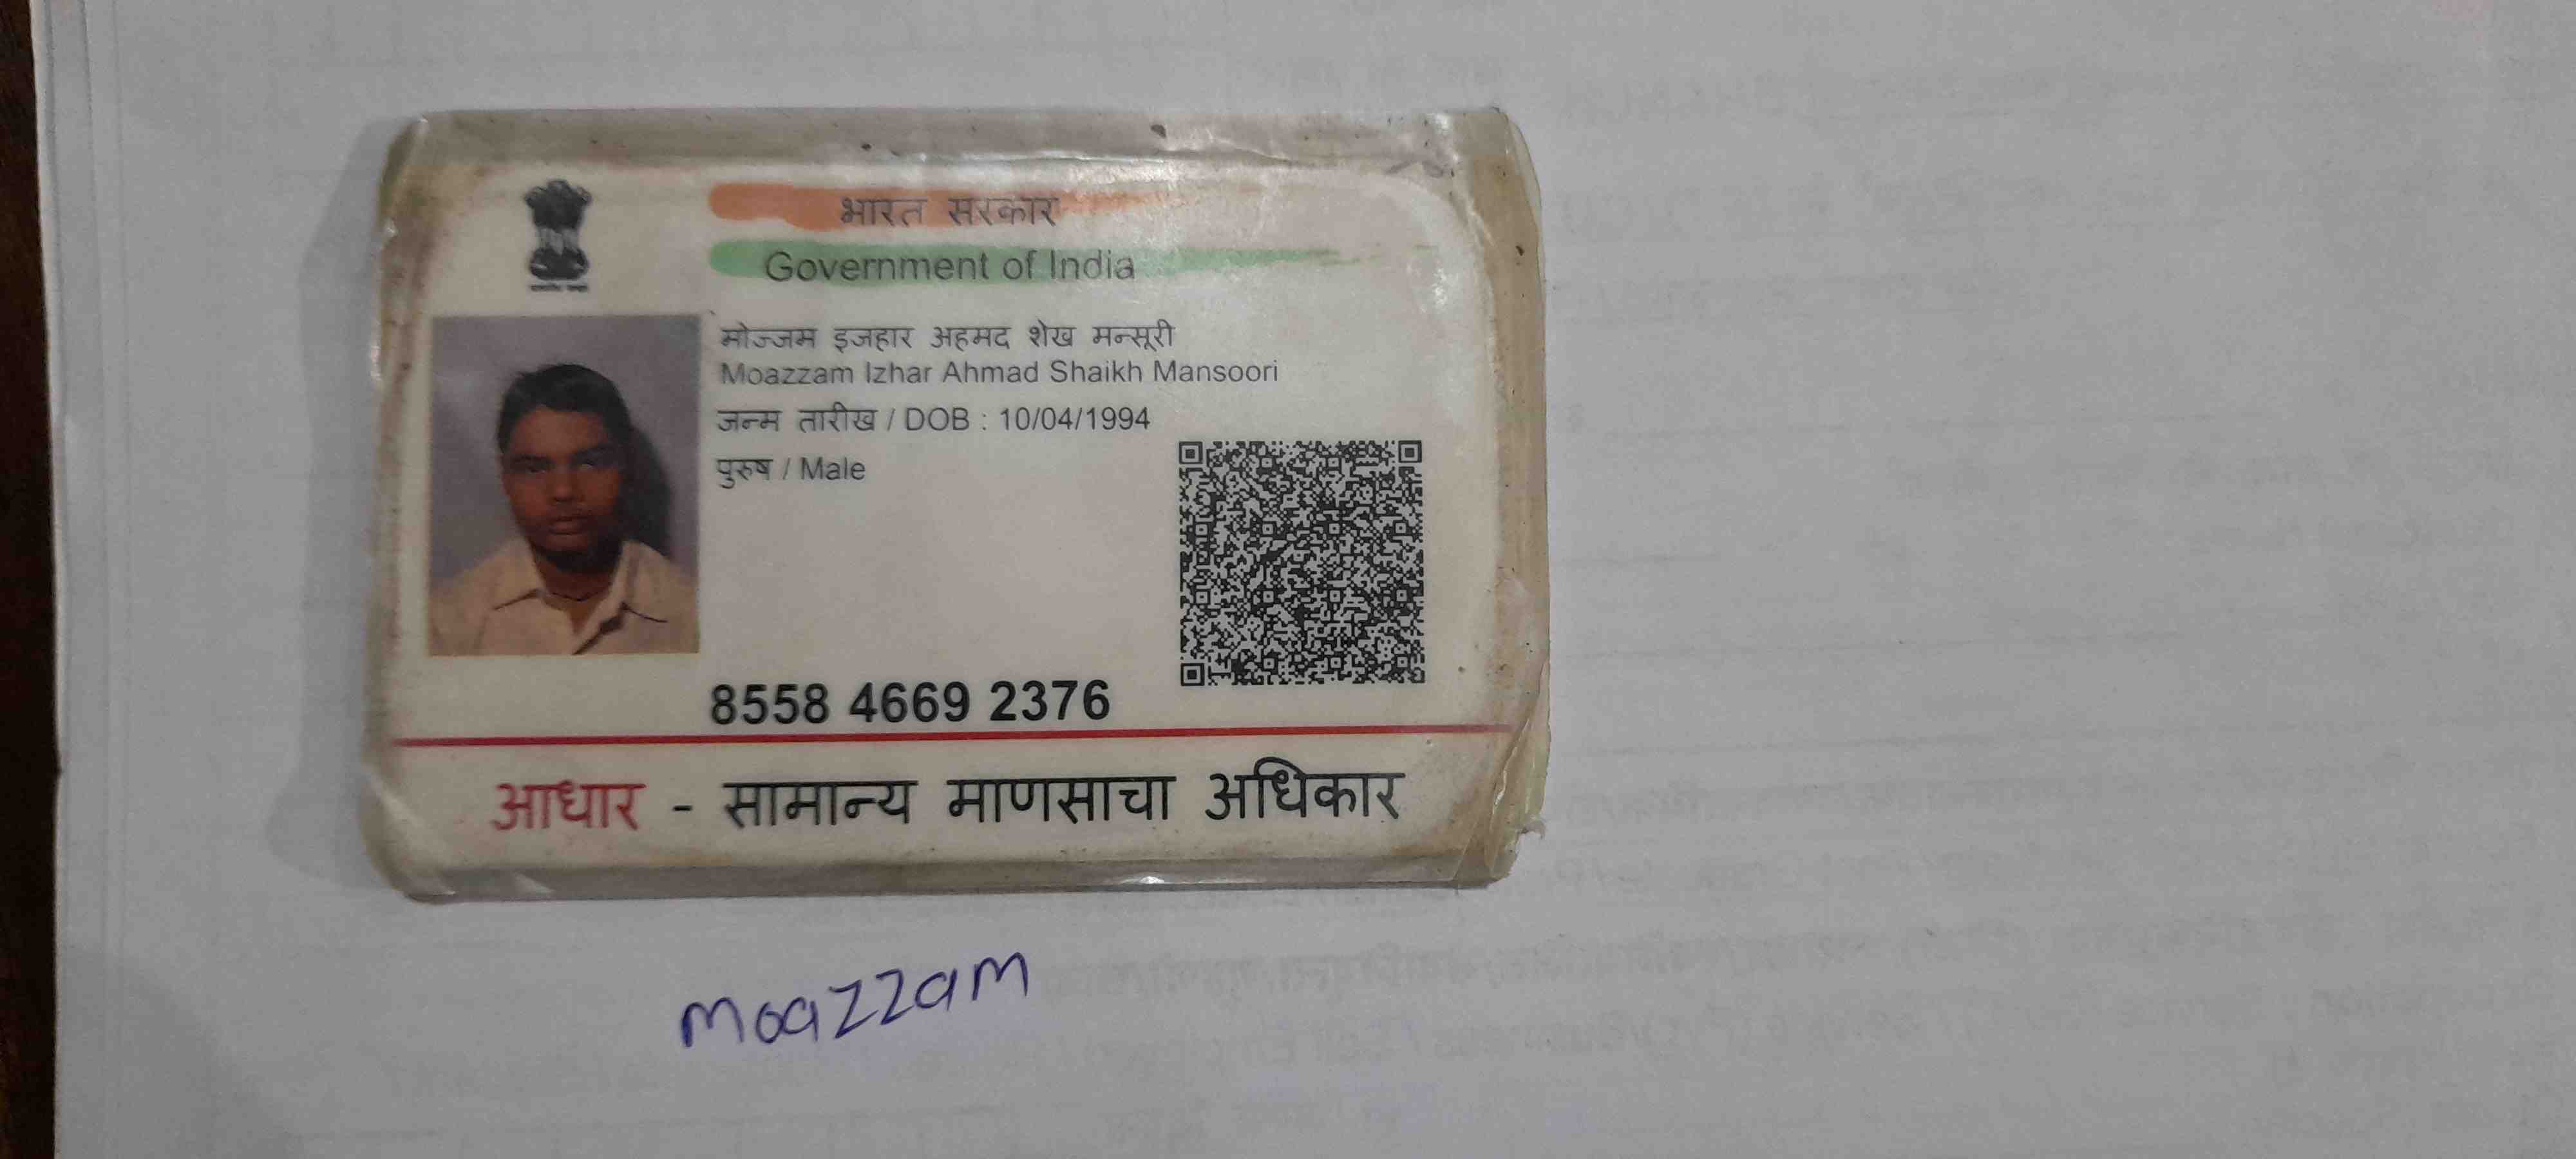 भारत सरकार
Government of India
मोज्जम इजहार अहमद शेख मन्सूरी
Moazzam Izhar Ahmad Shaikh Mansoori
जन्म तारीख / DOB : 10/04/1994
पुरुष / Male
8558 4669 2376
आधार - सामान्य माणसाचा अधिकार
Moazzam